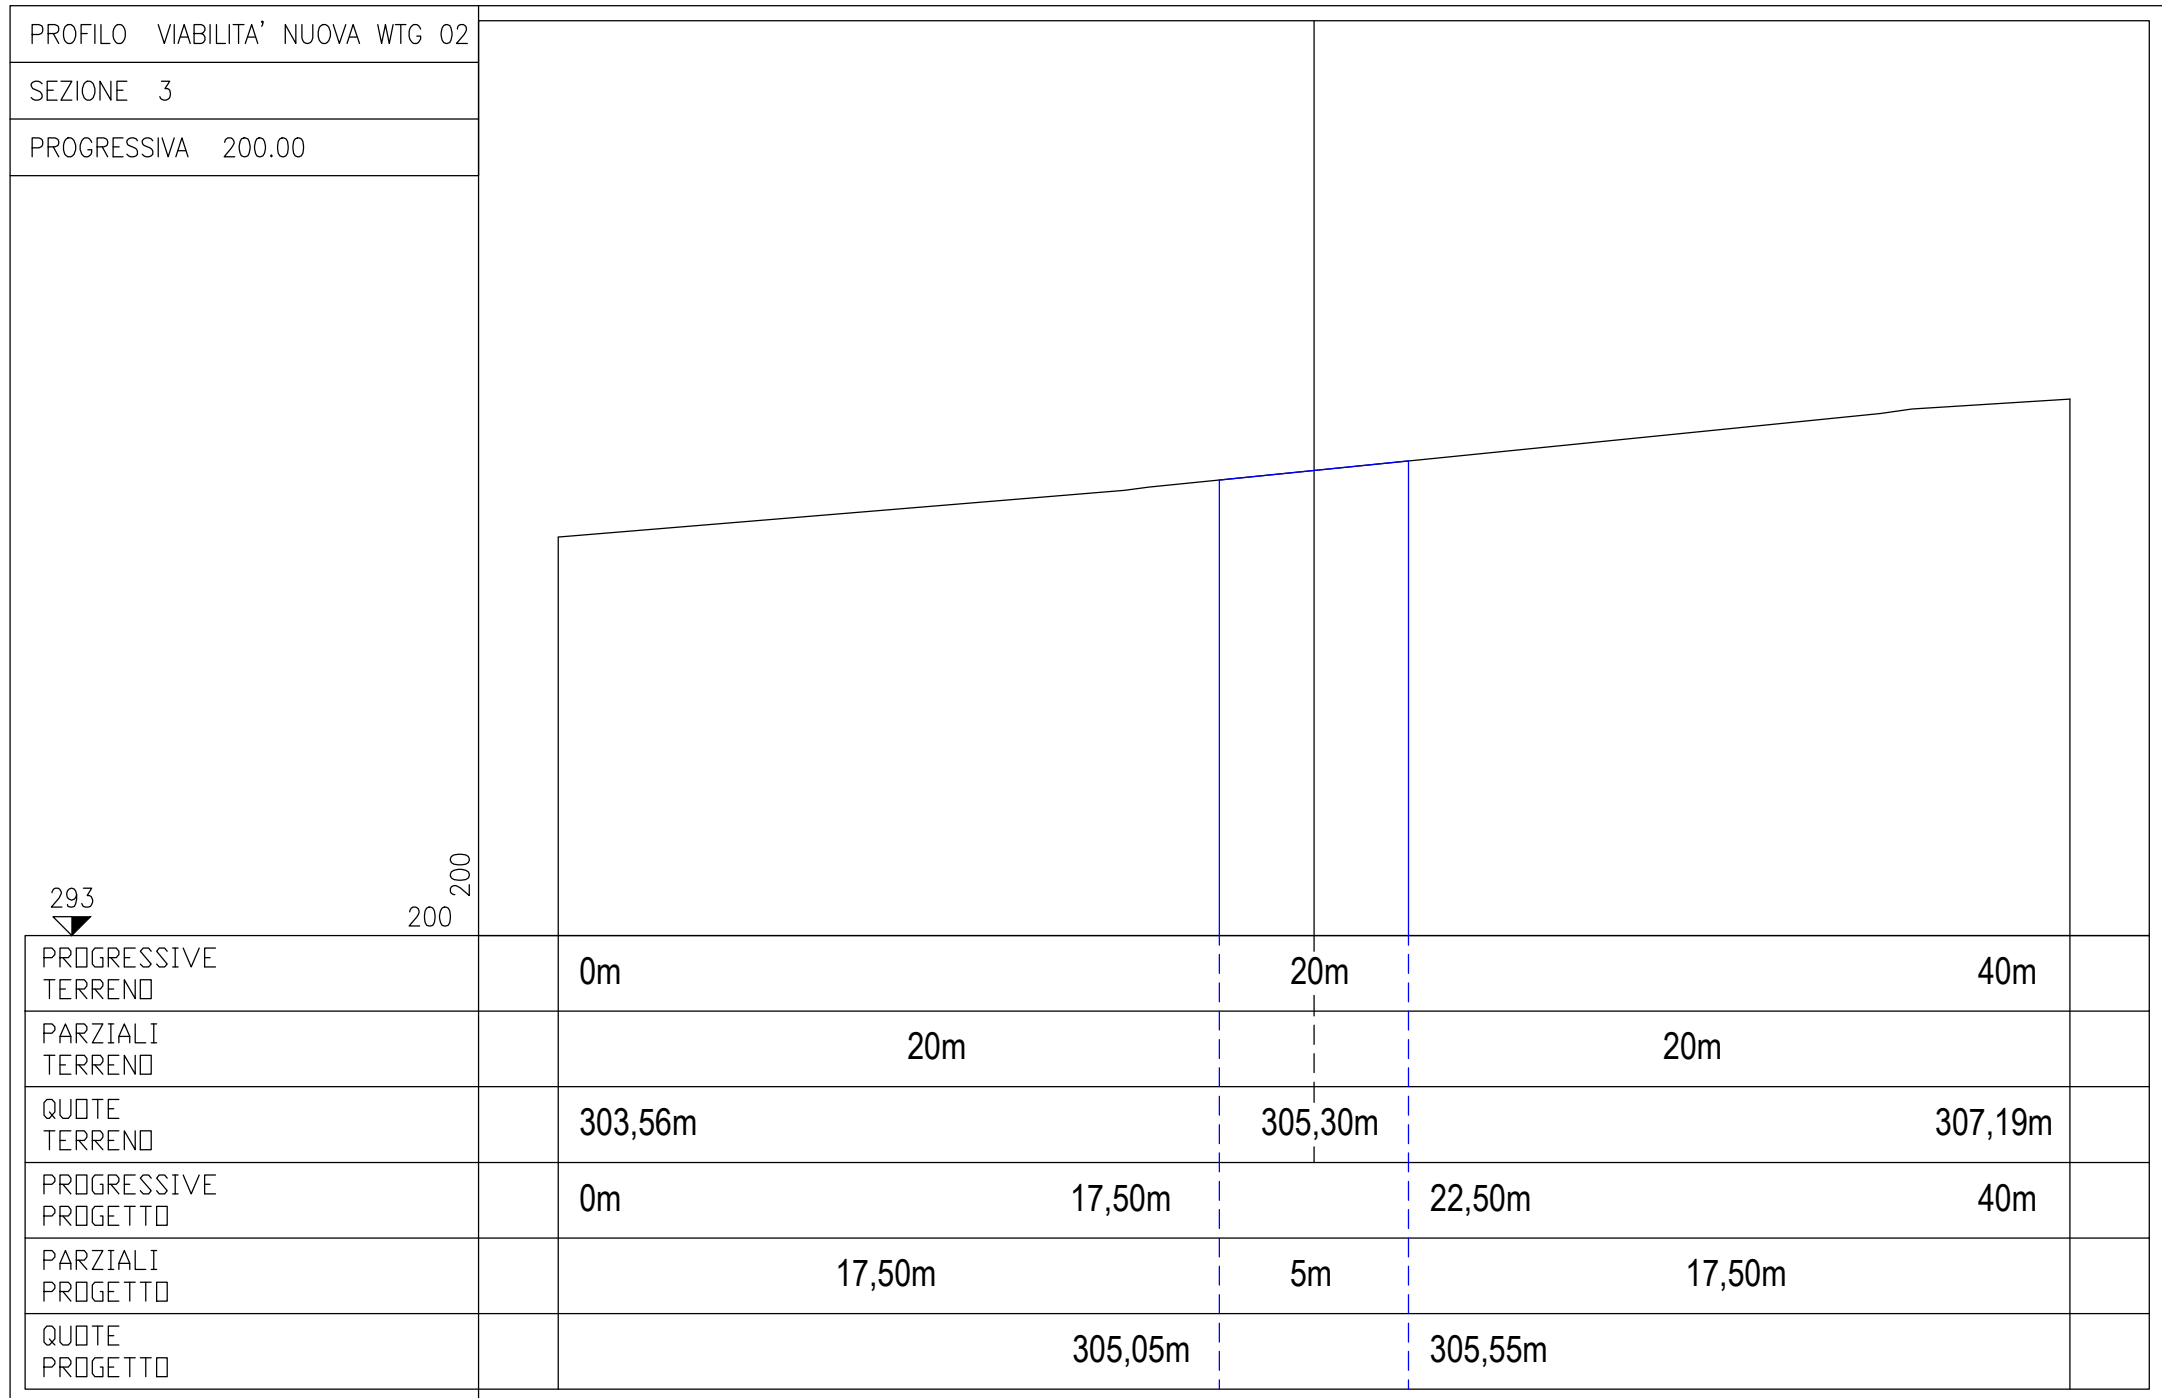 PROFILO VIABILITA' NUOVA WTG 02
SEZIONE 3
PROGRESSIVA 200.00
200
293
200
PROGRESSIVE
TERRENO
0m 20m 40m
PARZIALI
TERRENO
20m 20m
QUOTE
TERRENO
303,56m 305,30m 307,19m
PROGRESSIVE
PROGETTO
0m 17,50m 22,50m 40m
PARZIALI
PROGETTO
17,50m 5m 17,50m
QUOTE
PROGETTO
305,05m 305,55m